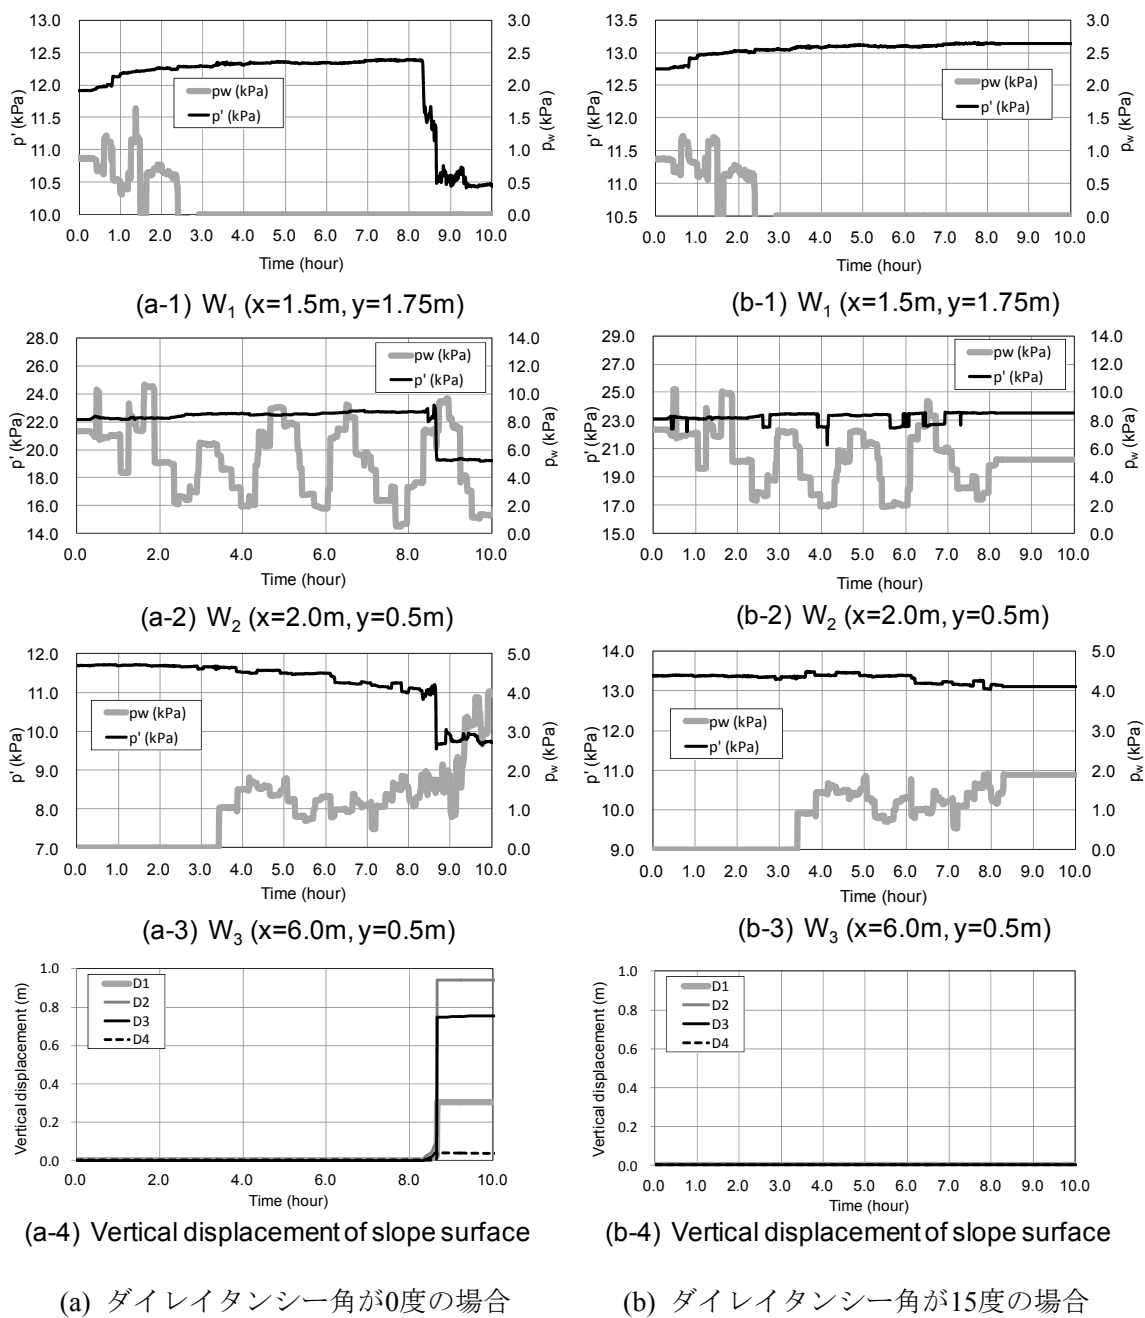 13.0
12.5
12.0
11.5
11.0
10.5
10.0
p' (kPa)
3.0
2.5
2.0
1.5
1.0
0.5
0.0
p_w (kPa)
pw (kPa)
p' (kPa)
0.0 1.0 2.0 3.0 4.0 5.0 6.0 7.0 8.0 9.0 10.0
Time (hour)
(a-1) W₁ (x=1.5m, y=1.75m)
13.5
13.0
12.5
12.0
11.5
11.0
10.5
p' (kPa)
3.0
2.5
2.0
1.5
1.0
0.5
0.0
p_w (kPa)
pw (kPa)
p' (kPa)
0.0 1.0 2.0 3.0 4.0 5.0 6.0 7.0 8.0 9.0 10.0
Time (hour)
(b-1) W₁ (x=1.5m, y=1.75m)
28.0
26.0
24.0
22.0
20.0
18.0
16.0
14.0
p' (kPa)
14.0
12.0
10.0
8.0
6.0
4.0
2.0
0.0
p_w (kPa)
pw (kPa)
p' (kPa)
0.0 1.0 2.0 3.0 4.0 5.0 6.0 7.0 8.0 9.0 10.0
Time (hour)
(a-2) W₂ (x=2.0m, y=0.5m)
29.0
27.0
25.0
23.0
21.0
19.0
17.0
15.0
p' (kPa)
14.0
12.0
10.0
8.0
6.0
4.0
2.0
0.0
p_w (kPa)
pw (kPa)
p' (kPa)
0.0 1.0 2.0 3.0 4.0 5.0 6.0 7.0 8.0 9.0 10.0
Time (hour)
(b-2) W₂ (x=2.0m, y=0.5m)
12.0
11.0
10.0
9.0
8.0
7.0
p' (kPa)
5.0
4.0
3.0
2.0
1.0
0.0
p_w (kPa)
pw (kPa)
p' (kPa)
0.0 1.0 2.0 3.0 4.0 5.0 6.0 7.0 8.0 9.0 10.0
Time (hour)
(a-3) W₃ (x=6.0m, y=0.5m)
14.0
13.0
12.0
11.0
10.0
9.0
p' (kPa)
5.0
4.0
3.0
2.0
1.0
0.0
p_w (kPa)
pw (kPa)
p' (kPa)
0.0 1.0 2.0 3.0 4.0 5.0 6.0 7.0 8.0 9.0 10.0
Time (hour)
(b-3) W₃ (x=6.0m, y=0.5m)
1.0
0.8
0.6
0.4
0.2
0.0
Vertical displacement (m)
D1
D2
D3
D4
0.0 1.0 2.0 3.0 4.0 5.0 6.0 7.0 8.0 9.0 10.0
Time (hour)
(a-4) Vertical displacement of slope surface
1.0
0.8
0.6
0.4
0.2
0.0
Vertical displacement (m)
D1
D2
D3
D4
0.0 1.0 2.0 3.0 4.0 5.0 6.0 7.0 8.0 9.0 10.0
Time (hour)
(b-4) Vertical displacement of slope surface
(a) ダイレイタンシー角が0度の場合
(b) ダイレイタンシー角が15度の場合